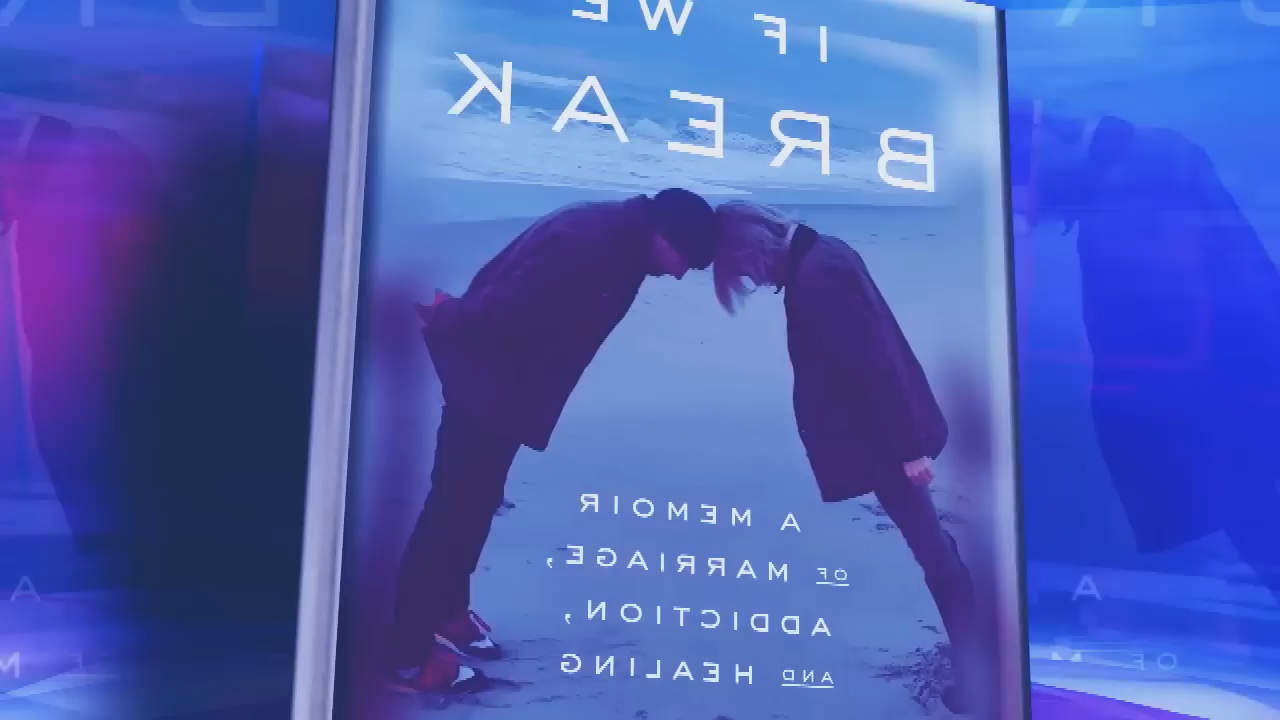 IF WE
BREAK
A MEMOIR
OF MARRIAGE,
ADDICTION,
AND HEALING